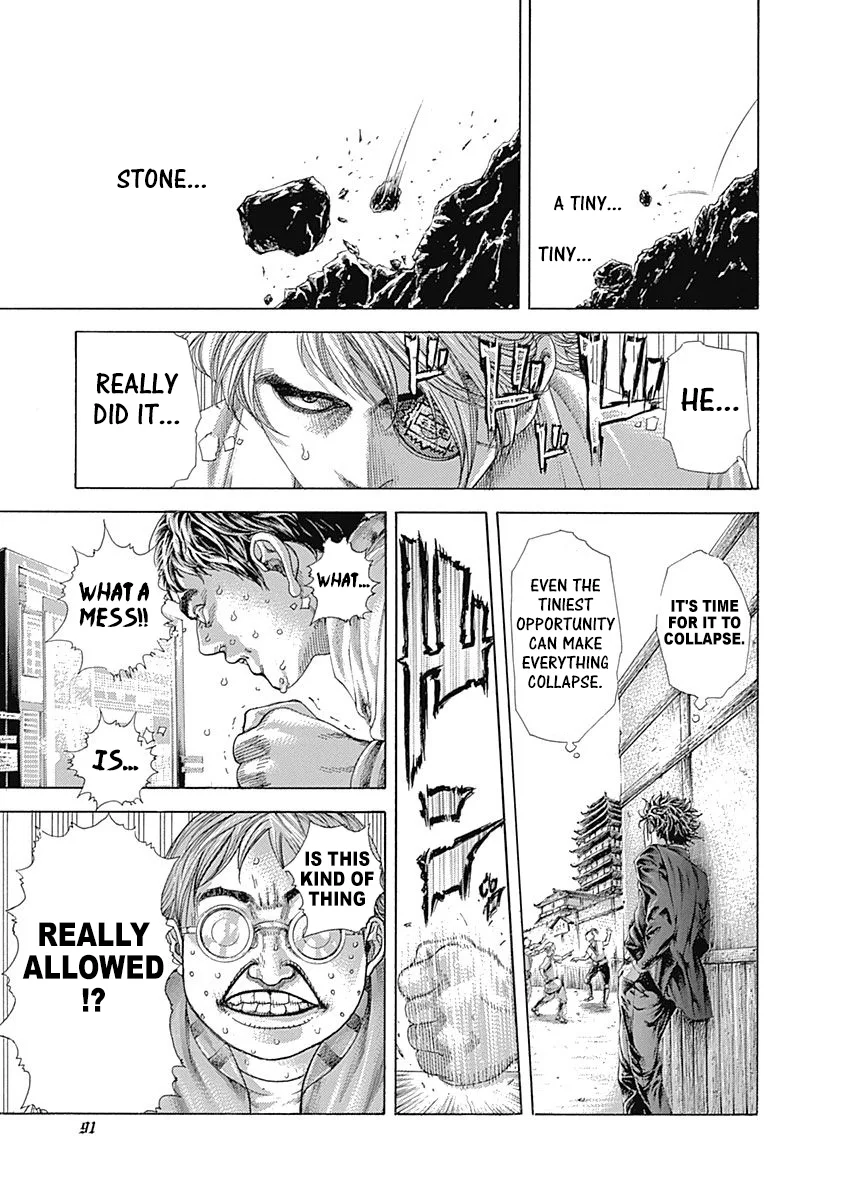 A TINY...
TINY...
STONE...
HE...
REALLY
DID IT...
IT'S TIME
FOR IT TO
COLLAPSE.
EVEN THE
TINIEST
OPPORTUNITY
CAN MAKE
EVERYTHING
COLLAPSE.
WHAT...
WHAT A
MESS!!
IS...
IS THIS
KIND OF
THING
REALLY
ALLOWED
!?
91